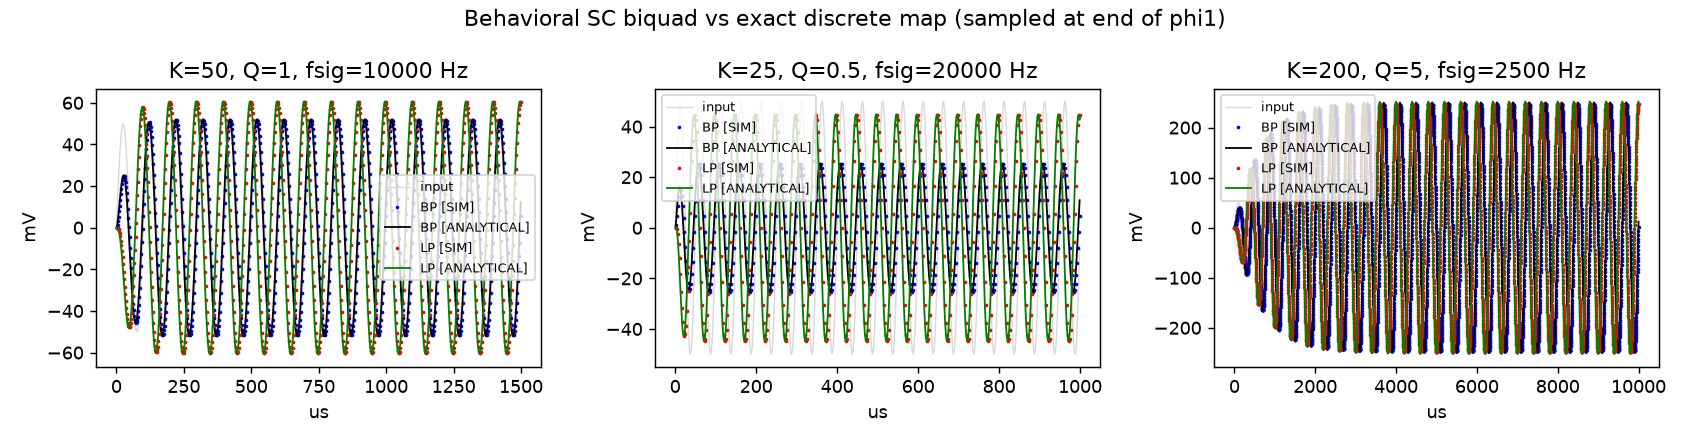 Behavioral SC biquad vs exact discrete map (sampled at end of phi1)
K=50, Q=1, fsig=10000 Hz
mV
60
40
20
0
−20
−40
−60
input
BP [SIM]
BP [ANALYTICAL]
LP [SIM]
LP [ANALYTICAL]
0 250 500 750 1000 1250 1500
us
K=25, Q=0.5, fsig=20000 Hz
mV
40
20
0
−20
−40
input
BP [SIM]
BP [ANALYTICAL]
LP [SIM]
LP [ANALYTICAL]
0 200 400 600 800 1000
us
K=200, Q=5, fsig=2500 Hz
mV
200
100
0
−100
−200
input
BP [SIM]
BP [ANALYTICAL]
LP [SIM]
LP [ANALYTICAL]
0 2000 4000 6000 8000 10000
us